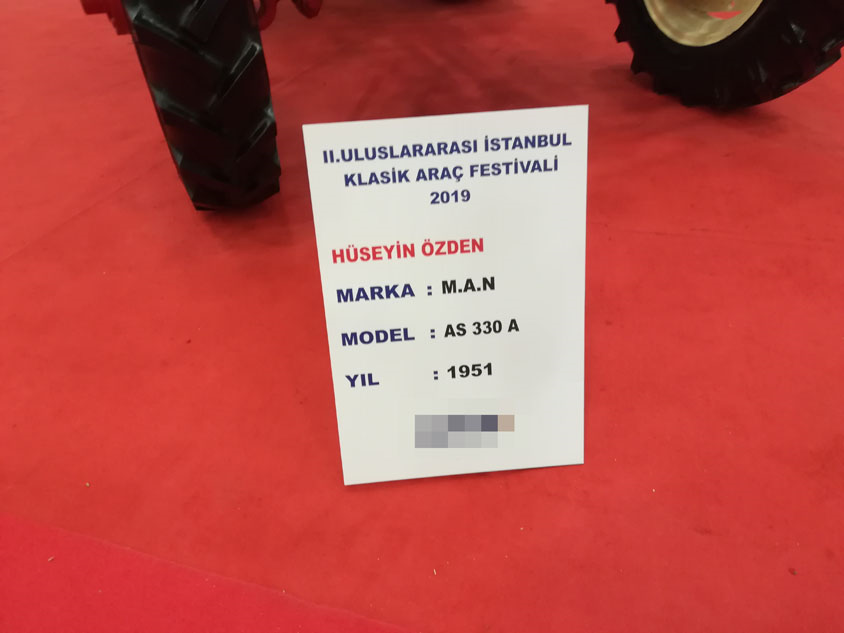 II.ULUSLARARASI İSTANBUL
KLASİK ARAÇ FESTİVALİ
2019
HÜSEYİN ÖZDEN
MARKA : M.A.N
MODEL : AS 330 A
YIL : 1951